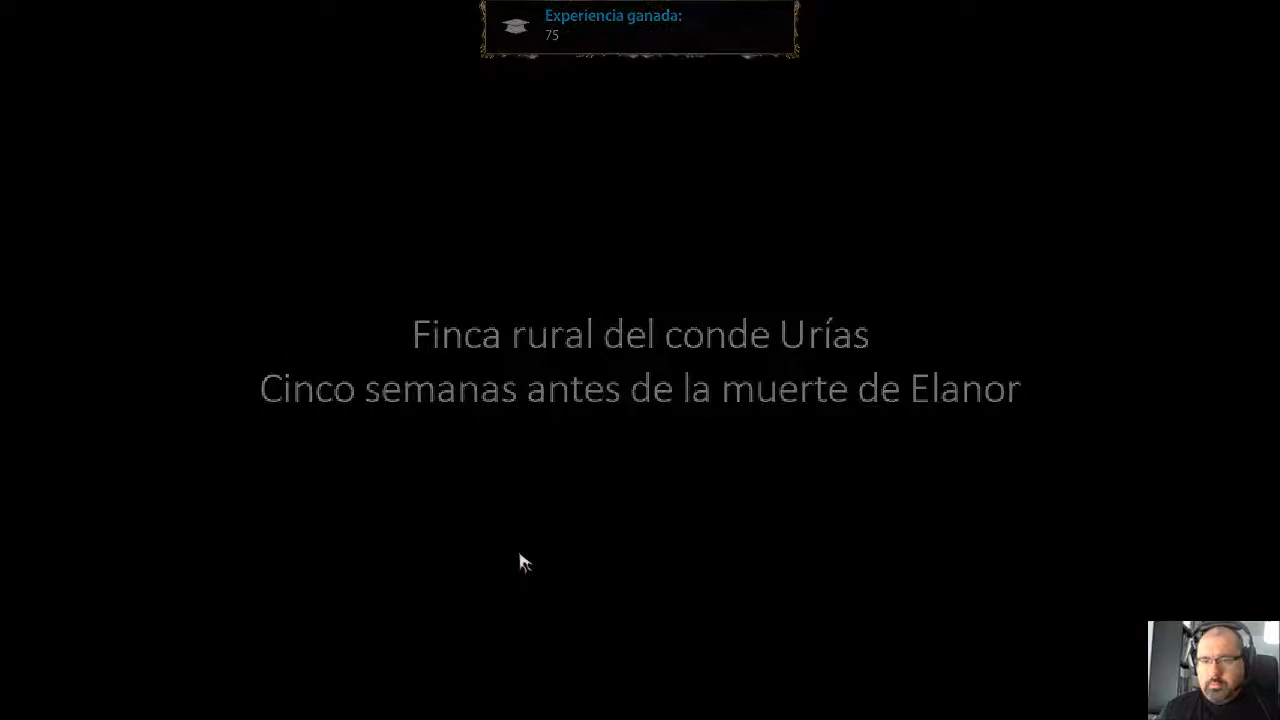 Experiencia ganada:
75
Finca rural del conde Urías
Cinco semanas antes de la muerte de Elanor